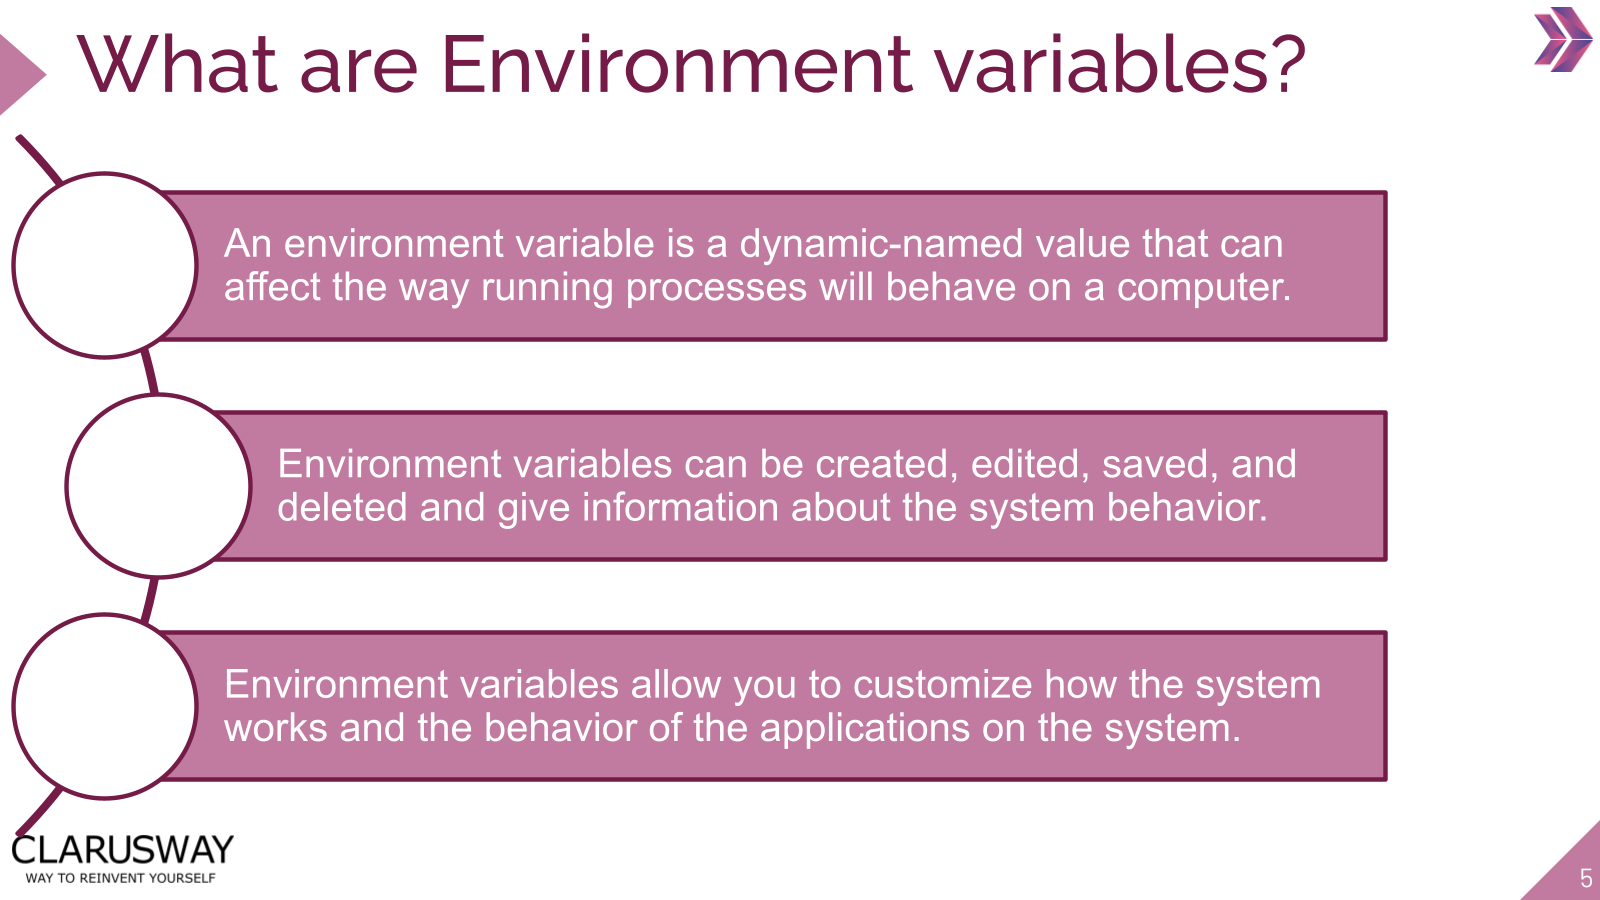 What are Environment variables?
An environment variable is a dynamic-named value that can
affect the way running processes will behave on a computer.
Environment variables can be created, edited, saved, and
deleted and give information about the system behavior.
Environment variables allow you to customize how the system
works and the behavior of the applications on the system.
CLARUSWAY
WAY TO REINVENT YOURSELF
5